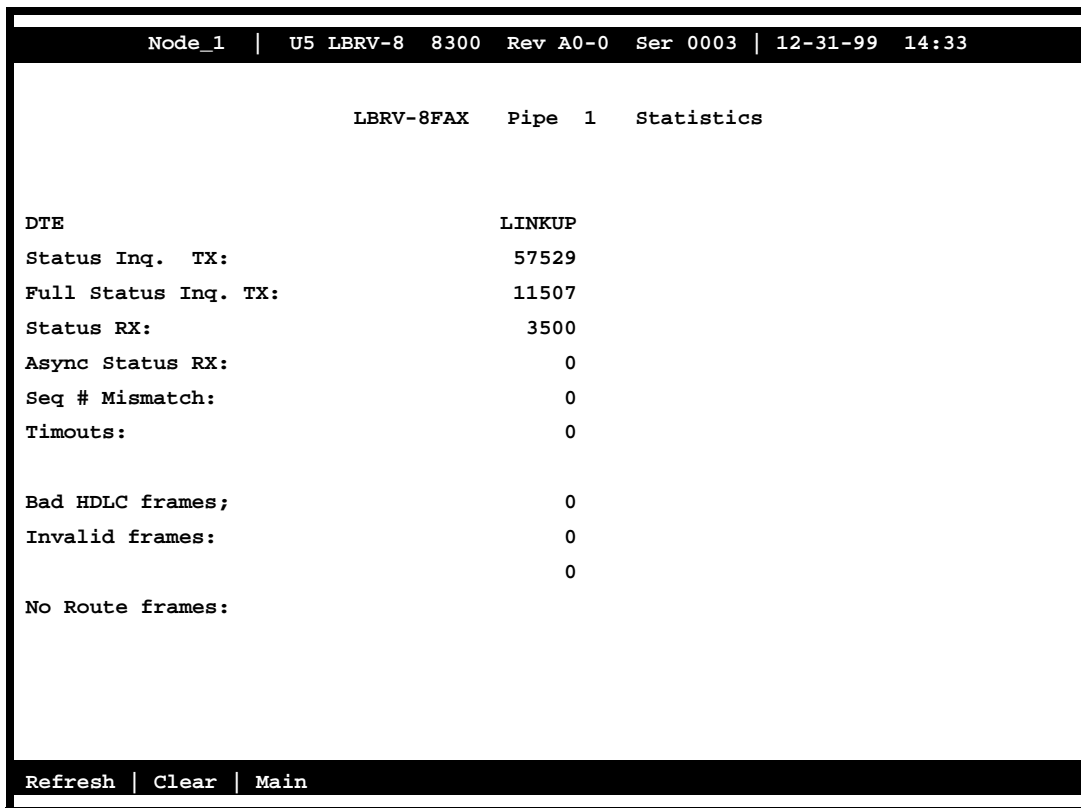 Node_1 | U5 LBRV-8 8300 Rev A0-0 Ser 0003 | 12-31-99 14:33
LBRV-8FAX Pipe 1 Statistics
DTE LINKUP
Status Inq. TX: 57529
Full Status Inq. TX: 11507
Status RX: 3500
Async Status RX: 0
Seq # Mismatch: 0
Timouts: 0
Bad HDLC frames; 0
Invalid frames: 0
0
No Route frames:
Refresh | Clear | Main